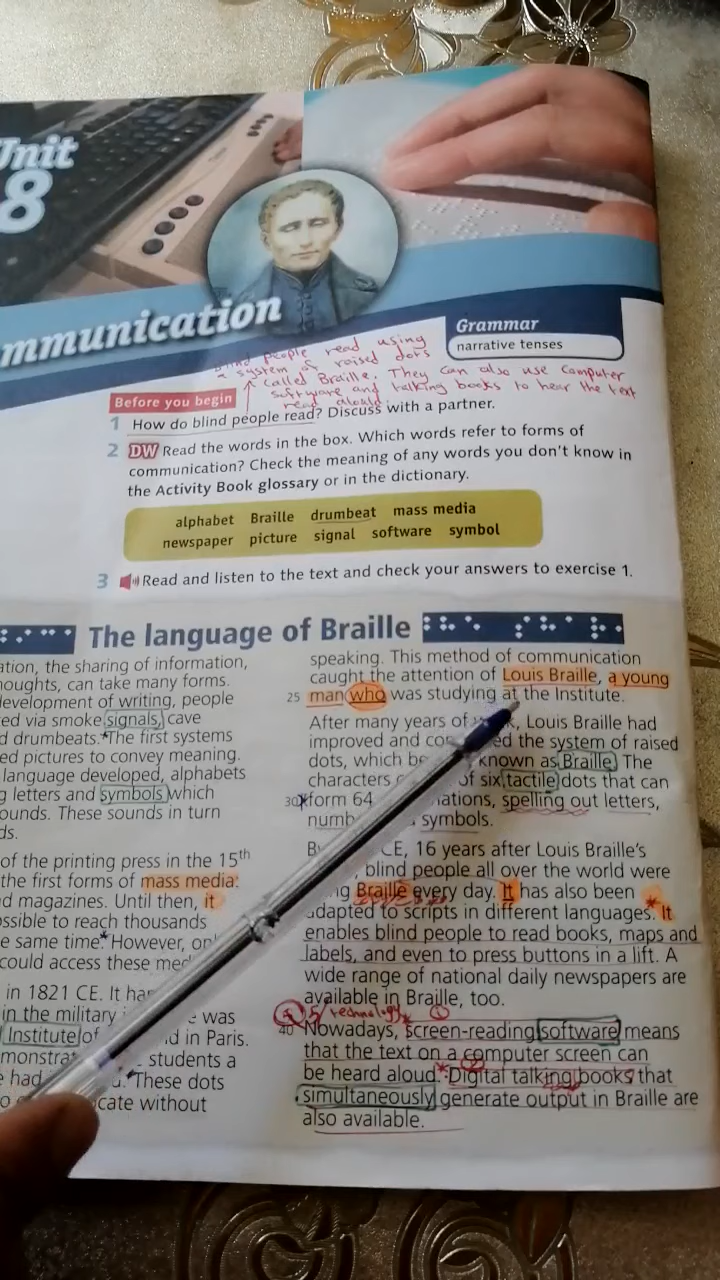 Unit
8
mmunication
Grammar
narrative tenses
blind people read using
a system of raised dots
called Braille. They can also use computer
software and talking books to hear the text
read aloud
Before you begin
1 How do blind people read? Discuss with a partner.
2 DW Read the words in the box. Which words refer to forms of
communication? Check the meaning of any words you don't know in
the Activity Book glossary or in the dictionary.
alphabet Braille drumbeat mass media
newspaper picture signal software symbol
3 Read and listen to the text and check your answers to exercise 1.
The language of Braille
ation, the sharing of information,
houghts, can take many forms.
development of writing, people
ed via smoke signals, cave
d drumbeats. The first systems
ed pictures to convey meaning.
language developed, alphabets
g letters and symbols which
ounds. These sounds in turn
ds.
of the printing press in the 15th
the first forms of mass media:
d magazines. Until then, it
ossible to reach thousands
e same time. However, on
could access these med
in 1821 CE. It ha
in the military i e was
Institute of d in Paris.
monstra students a
e had d. These dots
cate without
speaking. This method of communication
caught the attention of Louis Braille, a young
25 man who was studying at the Institute.
After many years of k, Louis Braille had
improved and co ed the system of raised
dots, which be known as Braille. The
characters of six tactile dots that can
30 form 64 nations, spelling out letters,
numb symbols.
B CE, 16 years after Louis Braille's
, blind people all over the world were
ng Braille every day. It has also been
adapted to scripts in different languages. It
enables blind people to read books, maps and
labels, and even to press buttons in a lift. A
wide range of national daily newspapers are
available in Braille, too.
5/ technology 1
40 Nowadays, screen-reading software means
that the text on a computer screen can
be heard aloud. Digital talking books that
simultaneously generate output in Braille are
also available.